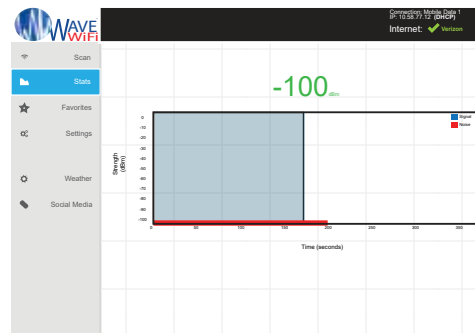 WAVE
WiFi
Connection: Mobile Data 1
IP: 10.58.77.12 (DHCP)
Internet: Verizon
Scan
Stats
Favorites
Settings
Weather
Social Media
-100 dBm
Signal
Noise
Strength
(dBm)
0
-10
-20
-30
-40
-50
-60
-70
-80
-90
-100
0 50 100 150 200 250 300 350
Time (seconds)